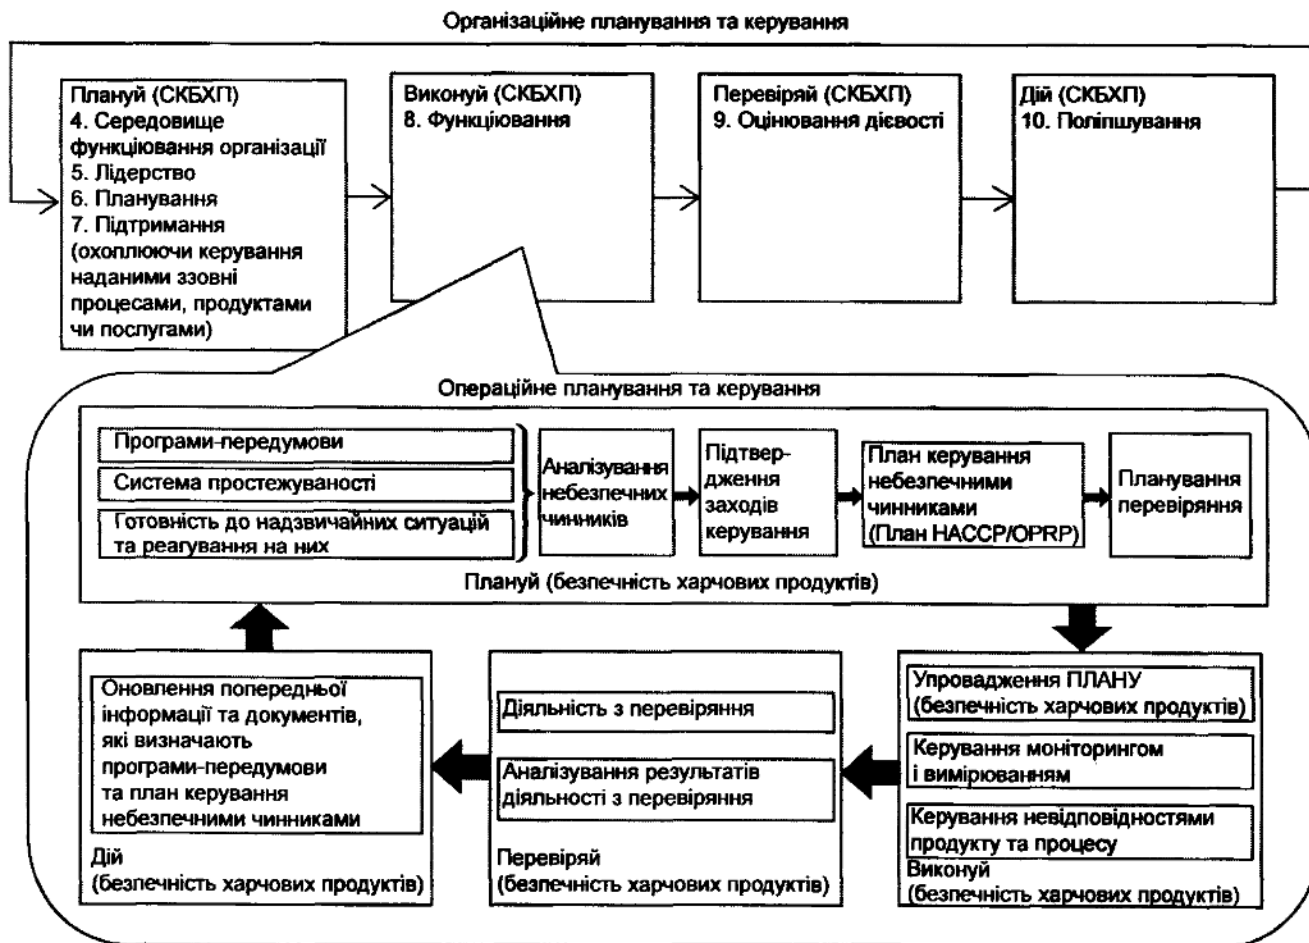 Організаційне планування та керування
Плануй (СКБХП)
4. Середовище
функціювання організації
5. Лідерство
6. Планування
7. Підтримання
(охоплюючи керування
наданими ззовні
процесами, продуктами
чи послугами)
Виконуй (СКБХП)
8. Функціювання
Перевіряй (СКБХП)
9. Оцінювання дієвості
Дій (СКБХП)
10. Поліпшування
Операційне планування та керування
Програми-передумови
Система простежуваності
Готовність до надзвичайних ситуацій
та реагування на них
Аналізування
небезпечних
чинників
Підтвер-
дження
заходів
керування
План керування
небезпечними
чинниками
(План НАССР/OPRP)
Планування
перевіряння
Плануй (безпечність харчових продуктів)
Оновлення попередньої
інформації та документів,
які визначають
програми-передумови
та план керування
небезпечними чинниками
Дій
(безпечність харчових продуктів)
Діяльність з перевіряння
Аналізування результатів
діяльності з перевіряння
Перевіряй
(безпечність харчових продуктів)
Упровадження ПЛАНУ
(безпечність харчових продуктів)
Керування моніторингом
і вимірюванням
Керування невідповідностями
продукту та процесу
Виконуй
(безпечність харчових продуктів)